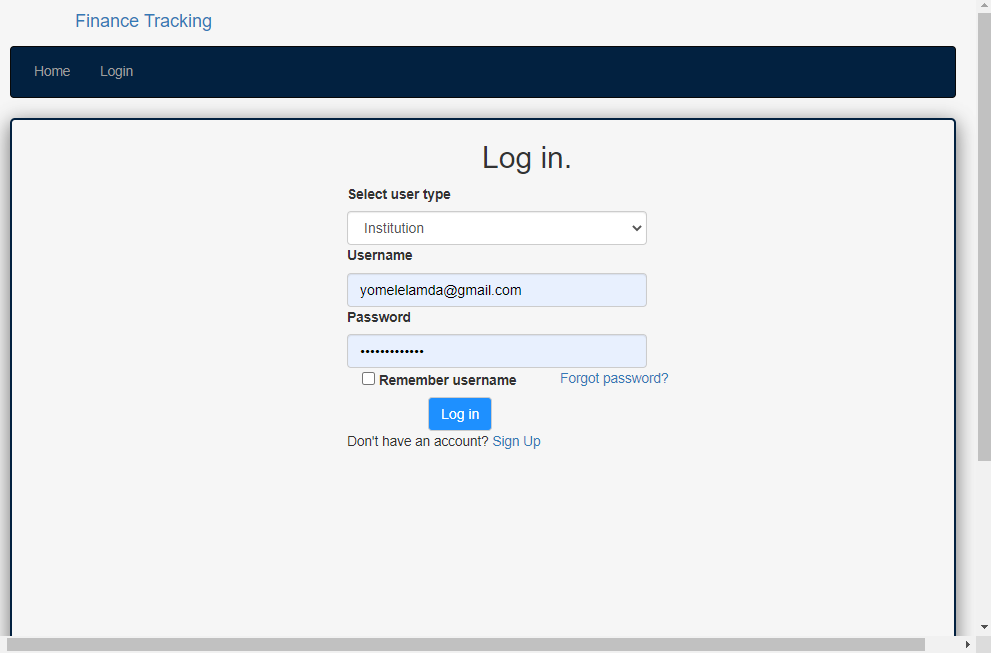 Finance Tracking
Home Login
Log in.
Select user type
Institution
Username
yomelelamda@gmail.com
Password
•••••••••••••
Remember username Forgot password?
Log in
Don't have an account? Sign Up